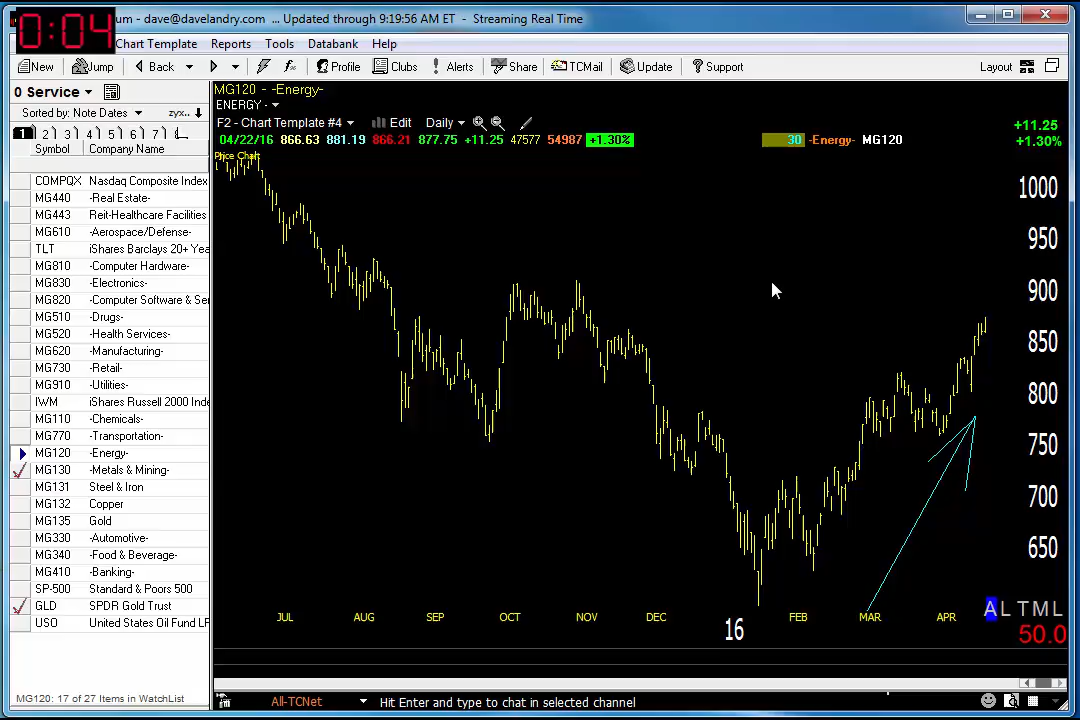 0:04
um - dave@davelandry.com ... Updated through 9:19:56 AM ET - Streaming Real Time
Chart Template Reports Tools Databank Help
New Jump Back Profile Clubs Alerts Share TCMail Update Support Layout
0 Service
Sorted by: Note Dates zyx..
1 2 3 4 5 6 7
Symbol Company Name
COMPQX Nasdaq Composite Index
MG440 -Real Estate-
MG443 Reit-Healthcare Facilities
MG610 -Aerospace/Defense-
TLT iShares Barclays 20+ Yea
MG810 -Computer Hardware-
MG830 -Electronics-
MG820 -Computer Software & Se
MG510 -Drugs-
MG520 -Health Services-
MG620 -Manufacturing-
MG730 -Retail-
MG910 -Utilities-
IWM iShares Russell 2000 Inde
MG110 -Chemicals-
MG770 -Transportation-
MG120 -Energy-
MG130 -Metals & Mining-
MG131 Steel & Iron
MG132 Copper
MG135 Gold
MG330 -Automotive-
MG340 -Food & Beverage-
MG410 -Banking-
SP-500 Standard & Poors 500
GLD SPDR Gold Trust
USO United States Oil Fund LP
MG120: 17 of 27 Items in WatchList
MG120 - -Energy-
ENERGY-
F2 - Chart Template #4 Edit Daily
04/22/16 866.63 881.19 866.21 877.75 +11.25 47577 54987 +1.30% 30 -Energy- MG120
+11.25
+1.30%
Price Chart
1000
950
900
850
800
750
700
650
JUL AUG SEP OCT NOV DEC 16 FEB MAR APR
A L T M L
50.0
All-TCNet Hit Enter and type to chat in selected channel